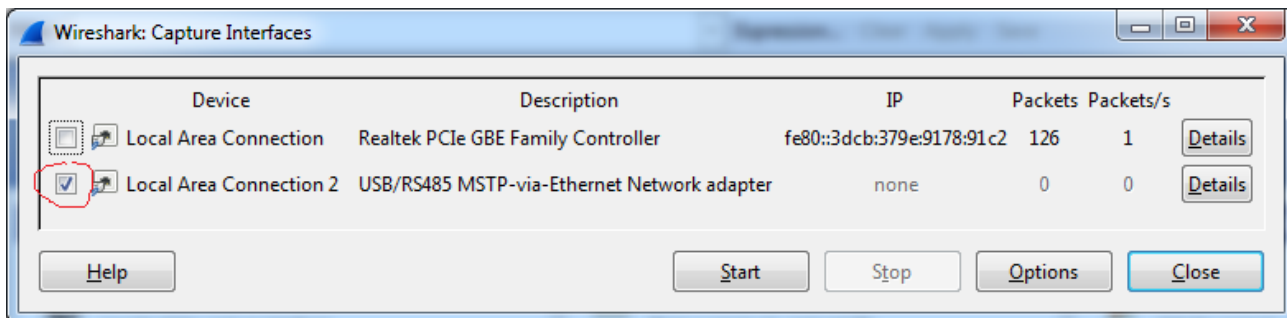 Wireshark: Capture Interfaces
Device Description IP Packets Packets/s
Local Area Connection Realtek PCIe GBE Family Controller fe80::3dcb:379e:9178:91c2 126 1 Details
Local Area Connection 2 USB/RS485 MSTP-via-Ethernet Network adapter none 0 0 Details
Help Start Stop Options Close